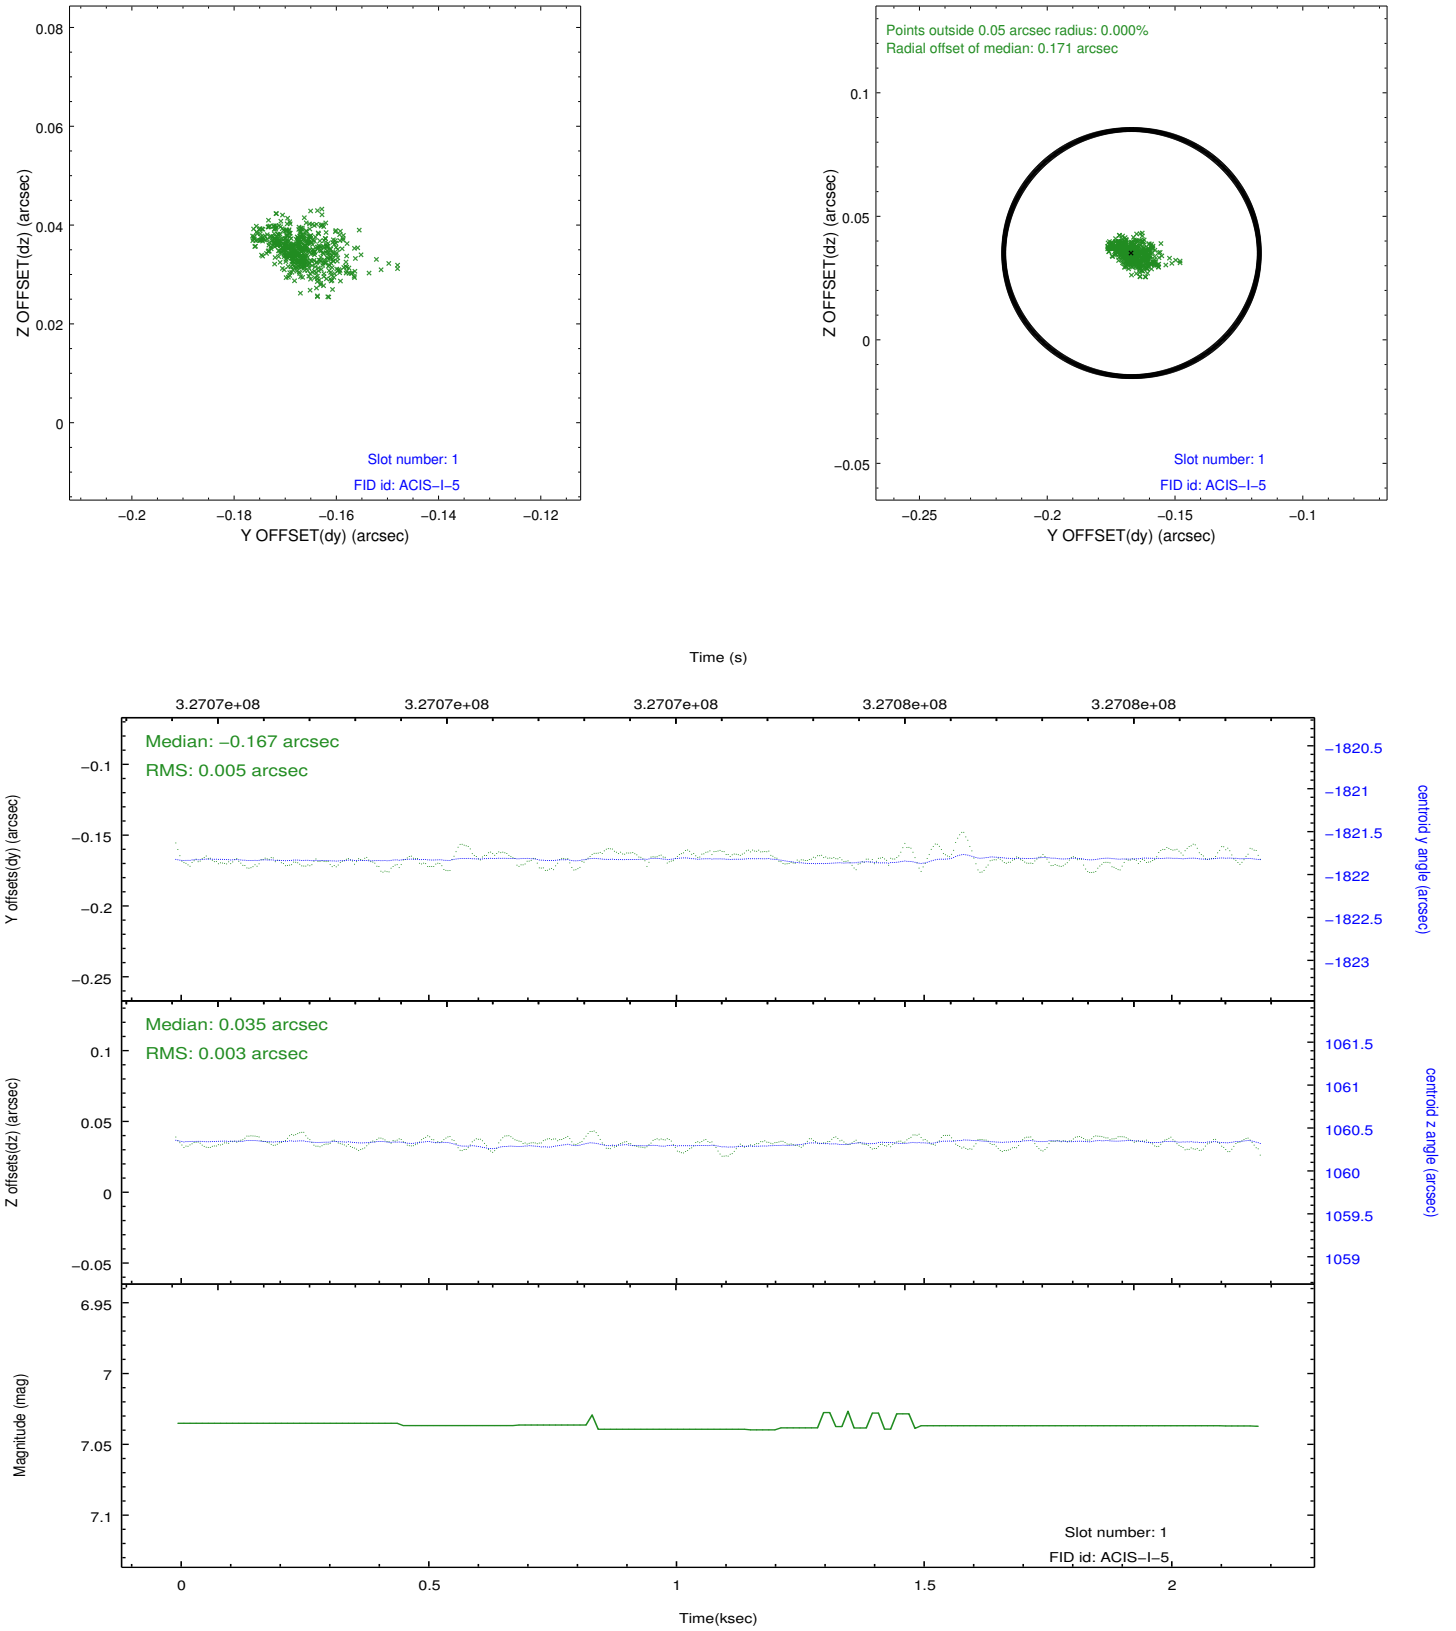 0.08
0.06
0.04
0.02
0
Z OFFSET(dz) (arcsec)
Slot number: 1
FID id: ACIS−I−5
−0.2 −0.18 −0.16 −0.14 −0.12
Y OFFSET(dy) (arcsec)
Points outside 0.05 arcsec radius: 0.000%
Radial offset of median: 0.171 arcsec
0.1
0.05
0
−0.05
Z OFFSET(dz) (arcsec)
Slot number: 1
FID id: ACIS−I−5
−0.25 −0.2 −0.15 −0.1
Y OFFSET(dy) (arcsec)
Time (s)
3.2707e+08 3.2707e+08 3.2707e+08 3.2708e+08 3.2708e+08
Median: −0.167 arcsec
RMS: 0.005 arcsec
−0.1
−0.15
−0.2
−0.25
Y offsets(dy) (arcsec)
−1820.5
−1821
−1821.5
−1822
−1822.5
−1823
centroid y angle (arcsec)
Median: 0.035 arcsec
RMS: 0.003 arcsec
0.1
0.05
0
−0.05
Z offsets(dz) (arcsec)
1061.5
1061
1060.5
1060
1059.5
1059
centroid z angle (arcsec)
6.95
7
7.05
7.1
Magnitude (mag)
Slot number: 1
FID id: ACIS−I−5
0 0.5 1 1.5 2
Time(ksec)